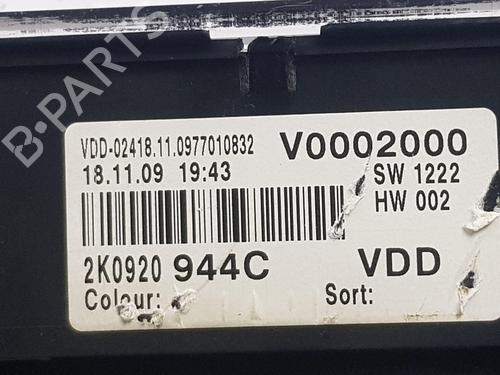 B-PARTS
VDD-02418.11.0977010832 V0002000
18.11.09 19:43 SW 1222
HW 002
2K0920 944C VDD
Colour: Sort: